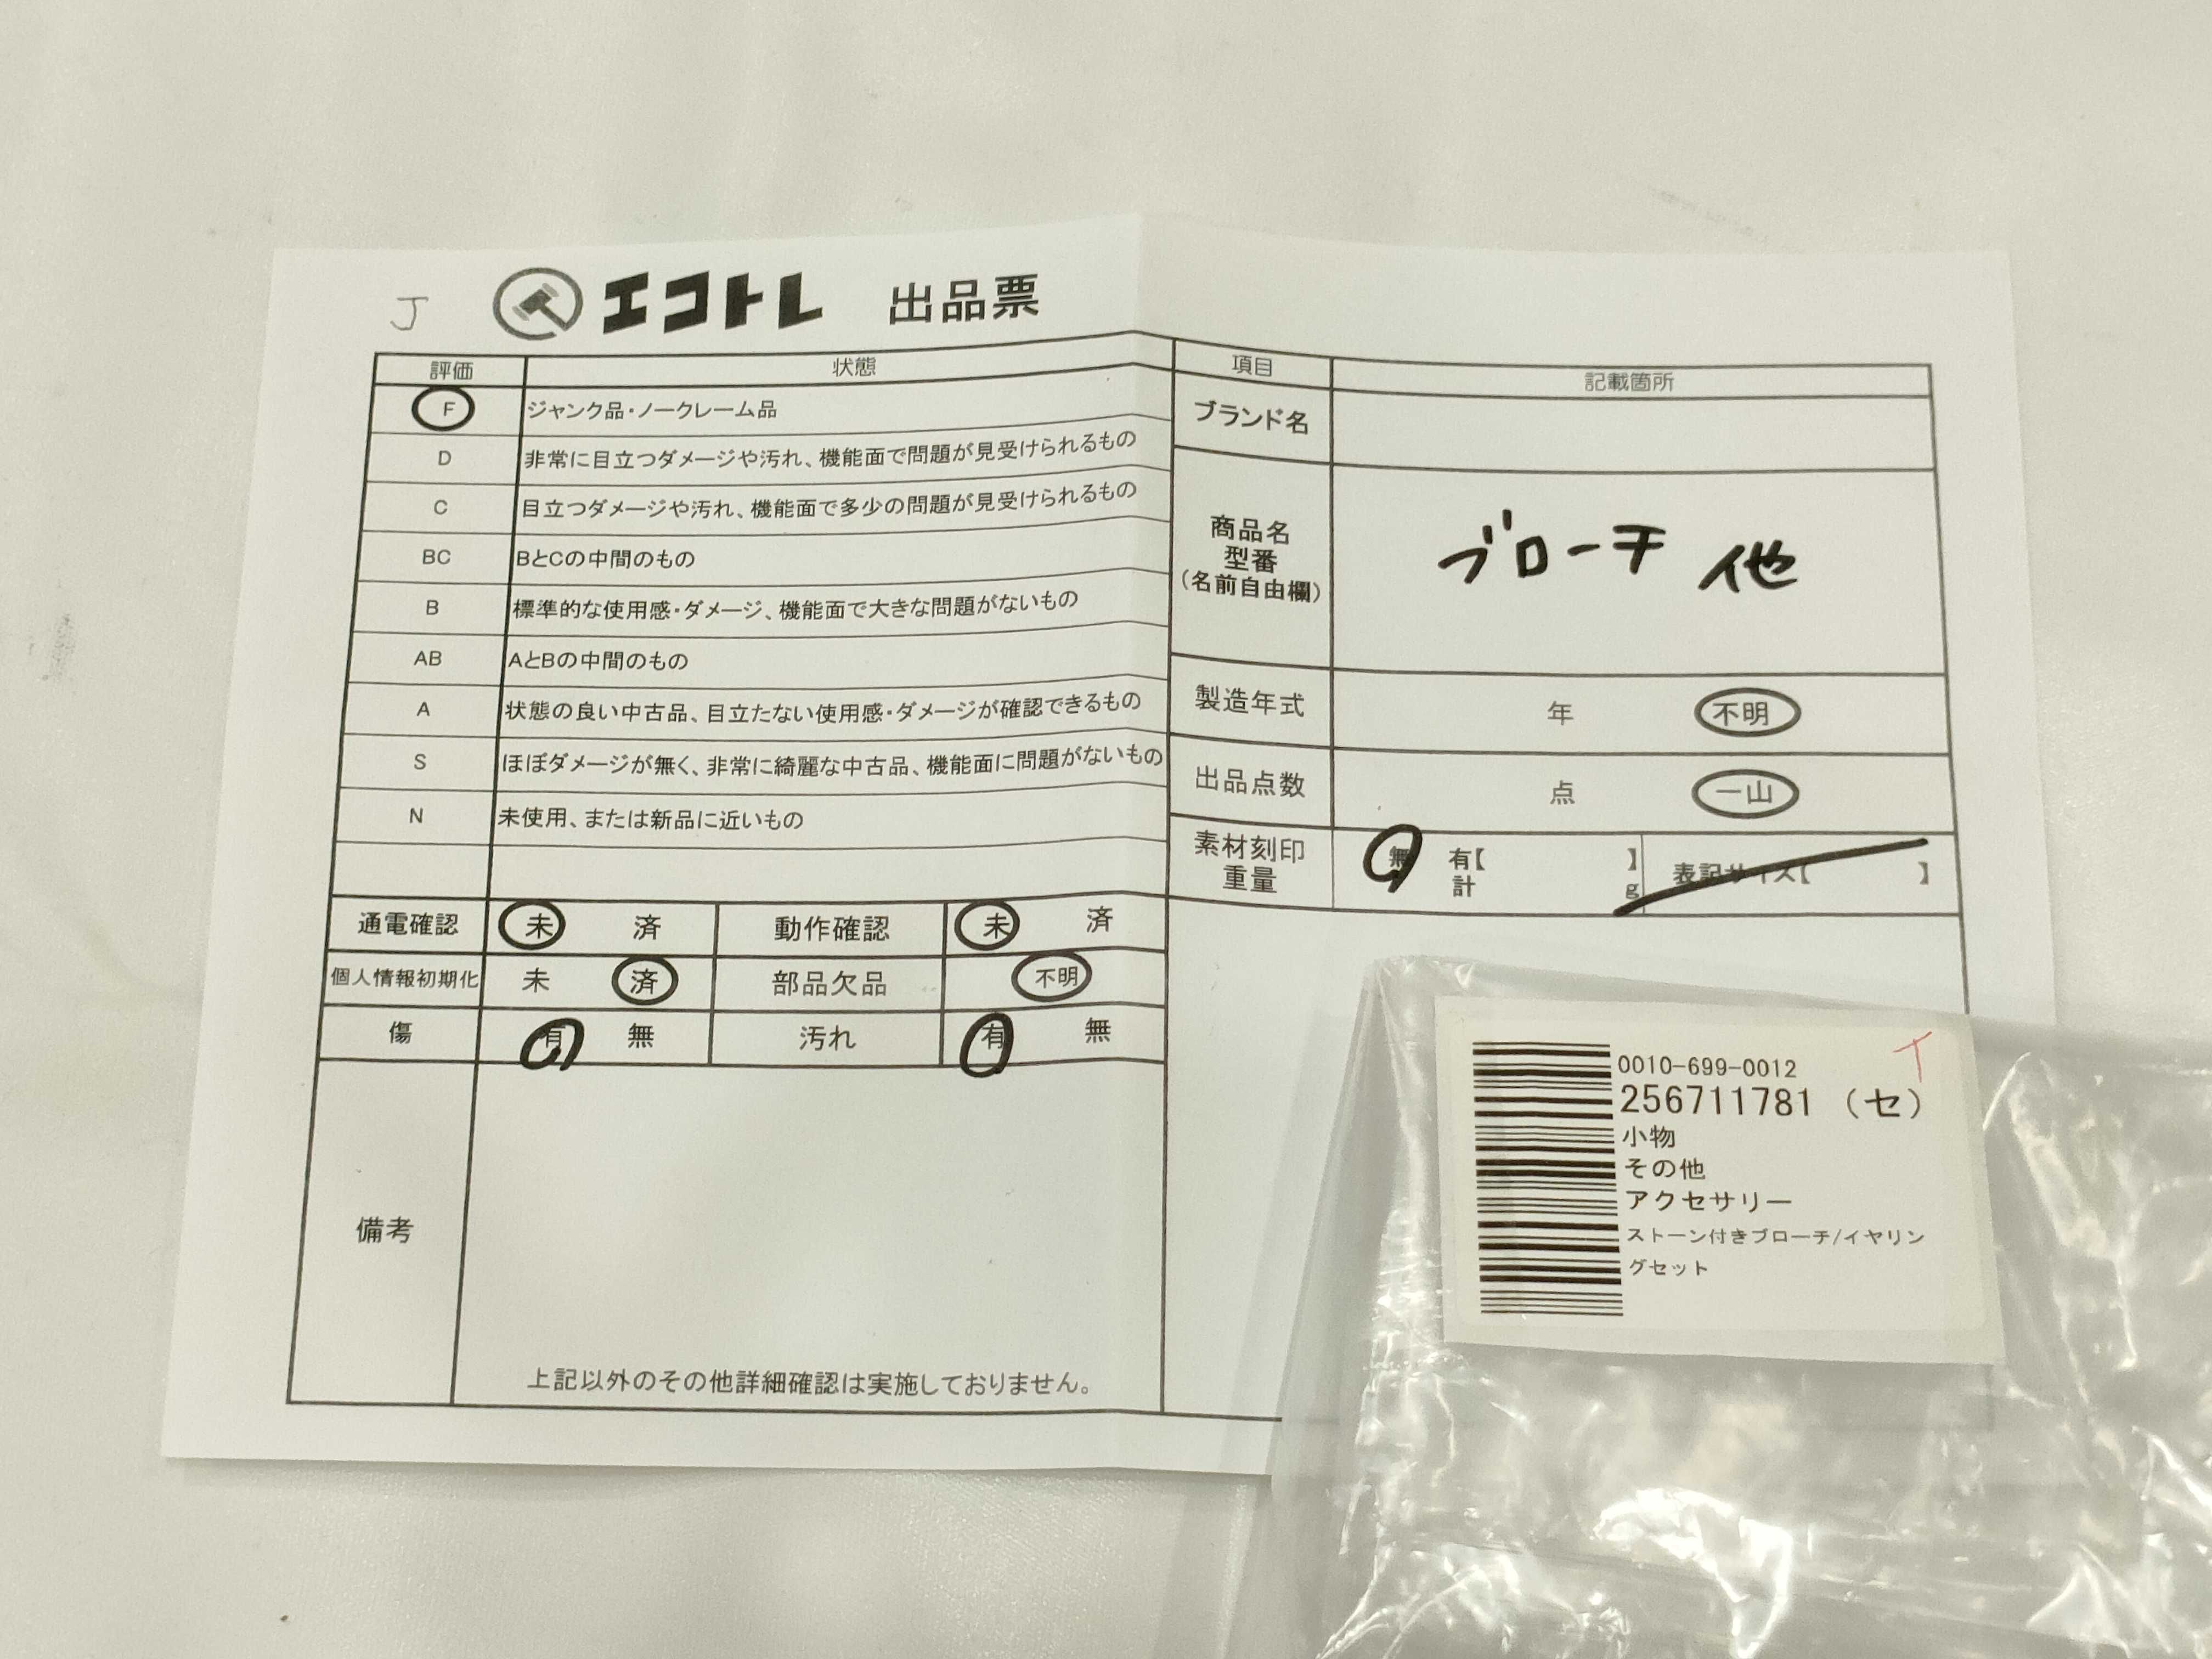 J エコトレ 出品票
評価 状態
F ジャンク品・ノークレーム品
D 非常に目立つダメージや汚れ、機能面で問題が見受けられるもの
C 目立つダメージや汚れ、機能面で多少の問題が見受けられるもの
BC BとCの中間のもの
B 標準的な使用感・ダメージ、機能面で大きな問題がないもの
AB AとBの中間のもの
A 状態の良い中古品、目立たない使用感・ダメージが確認できるもの
S ほぼダメージが無く、非常に綺麗な中古品、機能面に問題がないもの
N 未使用、または新品に近いもの
通電確認 未 済 動作確認 未 済
個人情報初期化 未 済 部品欠品 不明
傷 有 無 汚れ 有 無
備考
上記以外のその他詳細確認は実施しておりません。
項目 記載箇所
ブランド名
商品名
型番
(名前自由欄)
ブローチ 他
製造年式 年 不明
出品点数 点 一山
素材刻印
重量
無 有【 】
計 g
表記サイズ【 】
T
0010-699-0012
256711781 (セ)
小物
その他
アクセサリー
ストーン付きブローチ/イヤリン
グセット